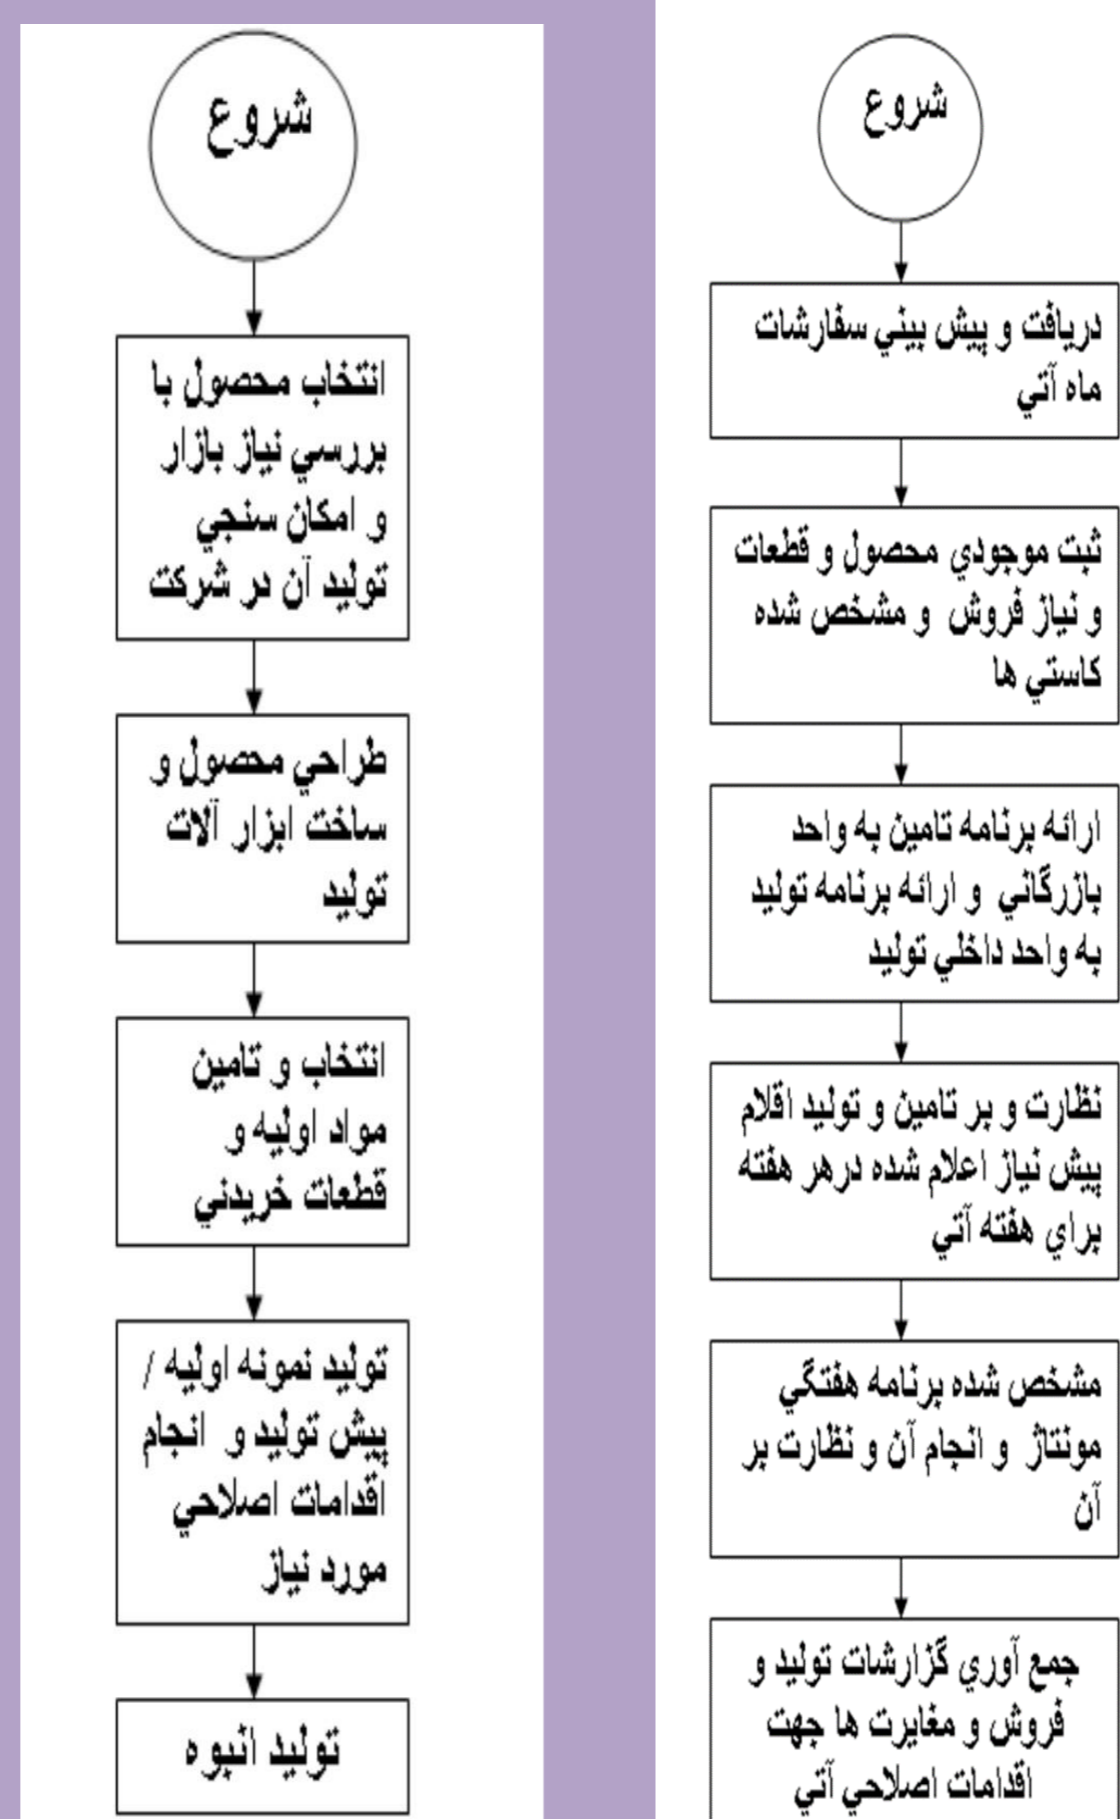 شروع
دريافت و پيش بيني سفارشات
ماه آتي
ثبت موجودي محصول و قطعات
و نياز فروش و مشخص شده
كاستي ها
ارائه برنامه تامين به واحد
بازرگاني و ارائه برنامه توليد
به واحد داخلي توليد
نظارت و بر تامين و توليد اقلام
پيش نياز اعلام شده درهر هفته
براي هفته آتي
مشخص شده برنامه هفتگي
مونتاژ و انجام آن و نظارت بر
آن
جمع آوري گزارشات توليد و
فروش و مغايرت ها جهت
اقدامات اصلاحي آتي
شروع
انتخاب محصول با
بررسي نياز بازار
و امكان سنجي
توليد آن در شركت
طراحي محصول و
ساخت ابزار آلات
توليد
انتخاب و تامين
مواد اوليه و
قطعات خريدني
توليد نمونه اوليه /
پيش توليد و انجام
اقدامات اصلاحي
مورد نياز
توليد انبوه